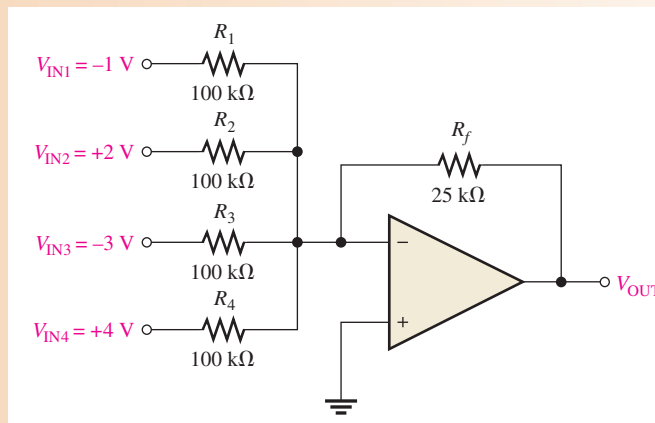 R1
VIN1 = –1 V
100 kΩ
R2
VIN2 = +2 V
100 kΩ
Rf
25 kΩ
R3
VIN3 = –3 V
100 kΩ
–
R4
VOUT
+
VIN4 = +4 V
100 kΩ